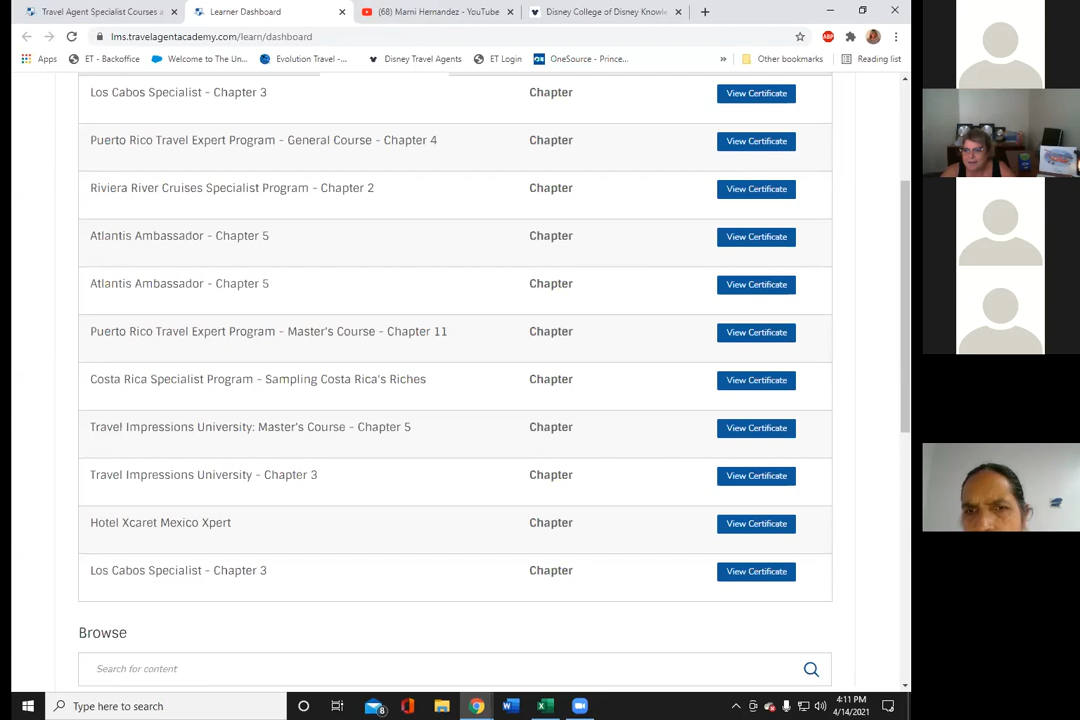 Travel Agent Specialist Courses a
Learner Dashboard
(68) Marni Hernandez - YouTube
Disney College of Disney Knowle
lms.travelagentacademy.com/learn/dashboard
ABP
Apps
ET - Backoffice
Welcome to The Un...
Evolution Travel -...
Disney Travel Agents
ET Login
OneSource - Prince...
»
Other bookmarks
Reading list
Los Cabos Specialist - Chapter 3 Chapter View Certificate
Puerto Rico Travel Expert Program - General Course - Chapter 4 Chapter View Certificate
Riviera River Cruises Specialist Program - Chapter 2 Chapter View Certificate
Atlantis Ambassador - Chapter 5 Chapter View Certificate
Atlantis Ambassador - Chapter 5 Chapter View Certificate
Puerto Rico Travel Expert Program - Master's Course - Chapter 11 Chapter View Certificate
Costa Rica Specialist Program - Sampling Costa Rica's Riches Chapter View Certificate
Travel Impressions University: Master's Course - Chapter 5 Chapter View Certificate
Travel Impressions University - Chapter 3 Chapter View Certificate
Hotel Xcaret Mexico Xpert Chapter View Certificate
Los Cabos Specialist - Chapter 3 Chapter View Certificate
Browse
Search for content
Type here to search
8
4:11 PM
4/14/2021